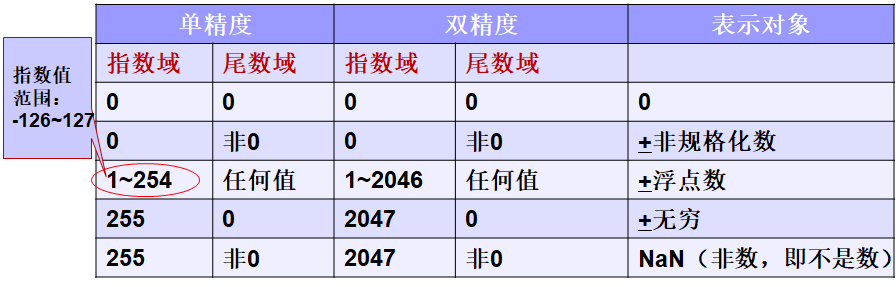 单精度 双精度 表示对象
指数值
范围：
-126~127
指数域 尾数域 指数域 尾数域
0 0 0 0 0
0 非0 0 非0 ±非规格化数
1~254 任何值 1~2046 任何值 ±浮点数
255 0 2047 0 ±无穷
255 非0 2047 非0 NaN（非数，即不是数）